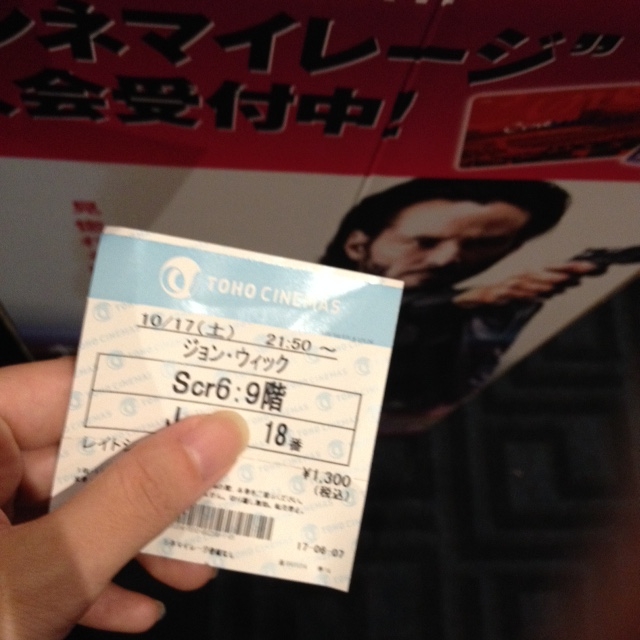 ネマイレージ"
会受付中!
TOHO CINEMAS
10/17(土) 21:50～
ジョン・ウィック
Scr6:9階
18番
レイト
¥1,300
(税込)
17-06:07